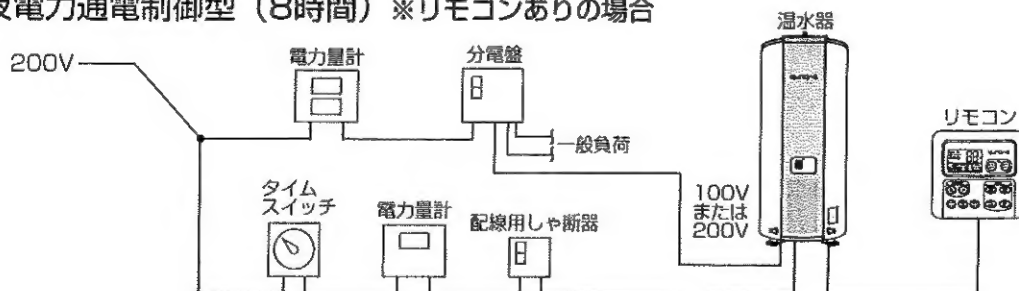 力通電制御型（8時間）※リモコンありの場合
200V
電力量計
分電盤
温水器
リモコン
一般負荷
タイム
スイッチ
電力量計
配線用しゃ断器
100V
または
200V